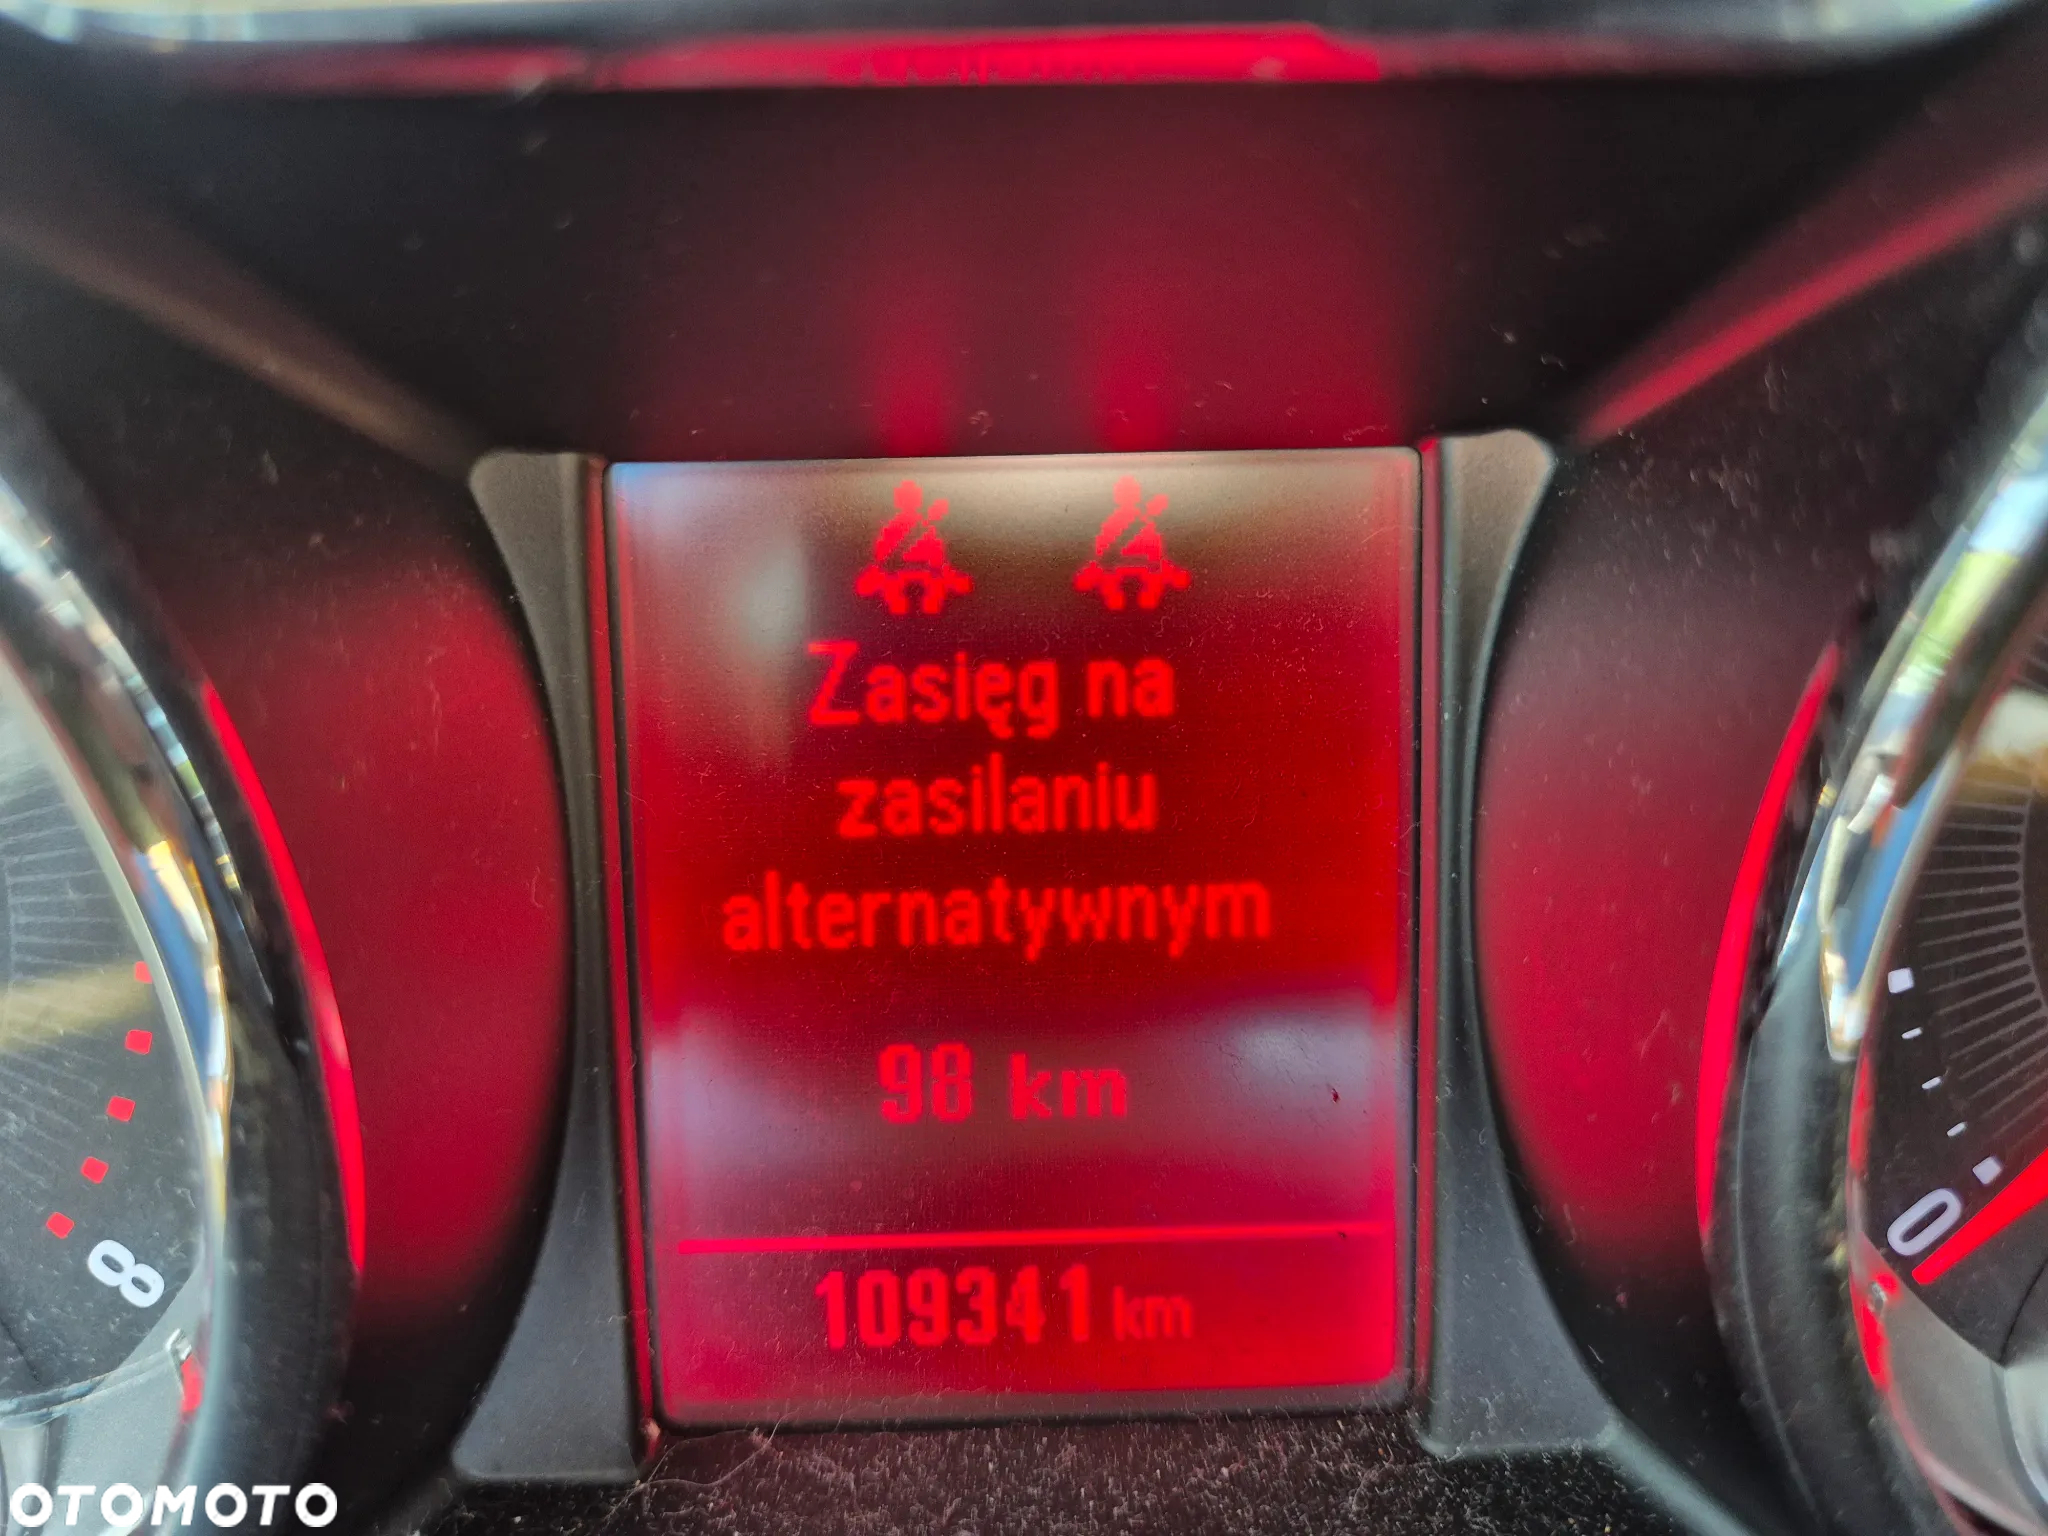 Zasięg na
zasilaniu
alternatywnym
98 km
109341 km
8
0
OTOMOTO